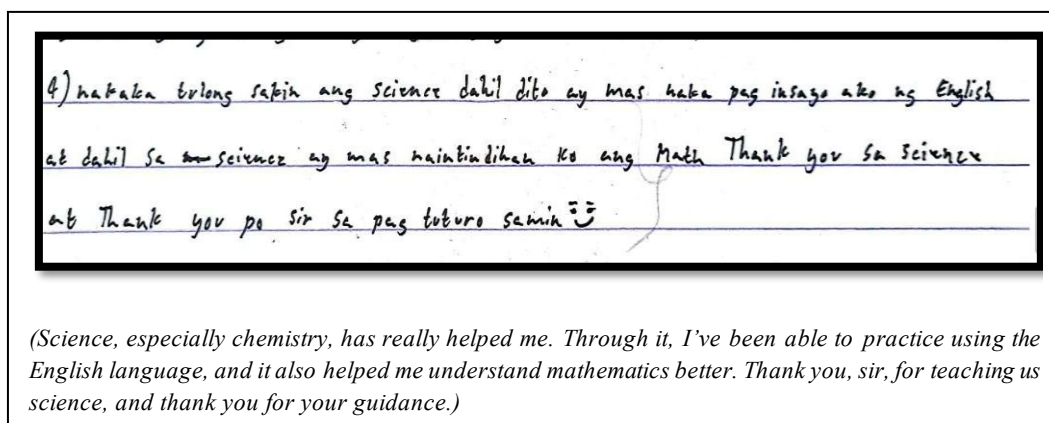 4) nakaka tulong sakin ang science dahil dito ay mas naka pag insayo ako ng English
at dahil sa science ay mas naintindihan ko ang Math Thank you sa science
at Thank you po sir sa pag tuturo samin
(Science, especially chemistry, has really helped me. Through it, I've been able to practice using the
English language, and it also helped me understand mathematics better. Thank you, sir, for teaching us
science, and thank you for your guidance.)